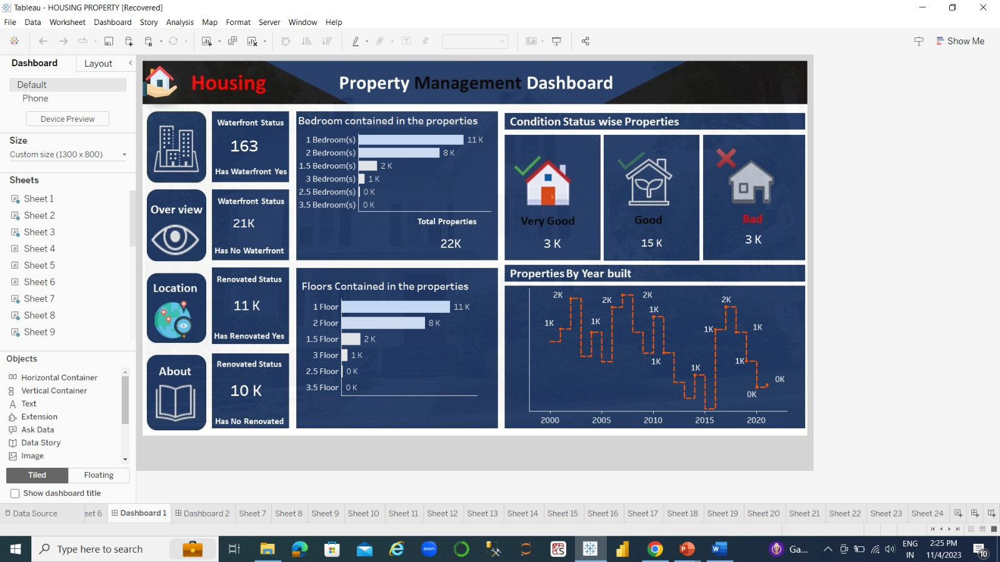 Tableau - HOUSING PROPERTY [Recovered]
File Data Worksheet Dashboard Story Analysis Map Format Server Window Help
Show Me
Dashboard Layout
Default
Phone
Device Preview
Size
Custom size (1300 x 800)
Sheets
Sheet 1
Sheet 2
Sheet 3
Sheet 4
Sheet 5
Sheet 6
Sheet 7
Sheet 8
Sheet 9
Objects
Horizontal Container
Vertical Container
Text
Extension
Ask Data
Data Story
Image
Tiled Floating
Show dashboard title
Housing Property Management Dashboard
Over view
Location
About
Waterfront Status
163
Has Waterfront Yes
Waterfront Status
21K
Has No Waterfront
Renovated Status
11 K
Has Renovated Yes
Renovated Status
10 K
Has No Renovated
Bedroom contained in the properties
1 Bedroom(s) 11 K
2 Bedroom(s) 8 K
1.5 Bedroom(s) 2 K
3 Bedroom(s) 1 K
2.5 Bedroom(s) 0 K
3.5 Bedroom(s) 0 K
Total Properties
22K
Floors Contained in the properties
1 Floor 11 K
2 Floor 8 K
1.5 Floor 2 K
3 Floor 1 K
2.5 Floor 0 K
3.5 Floor 0 K
Condition Status wise Properties
Very Good
3 K
Good
15 K
Bad
3 K
Properties By Year built
2K 2K 2K 2K
1K 1K 1K 1K 1K
1K 1K 1K
0K 0K
2000 2005 2010 2015 2020
Data Source eet 6 Dashboard 1 Dashboard 2 Sheet 7 Sheet 8 Sheet 9 Sheet 10 Sheet 11 Sheet 12 Sheet 13 Sheet 14 Sheet 15 Sheet 16 Sheet 17 Sheet 18 Sheet 19 Sheet 20 Sheet 21 Sheet 22 Sheet 23 Sheet 24
Type here to search
zoom
Ga...
ENG
IN
2:25 PM
11/4/2023
10